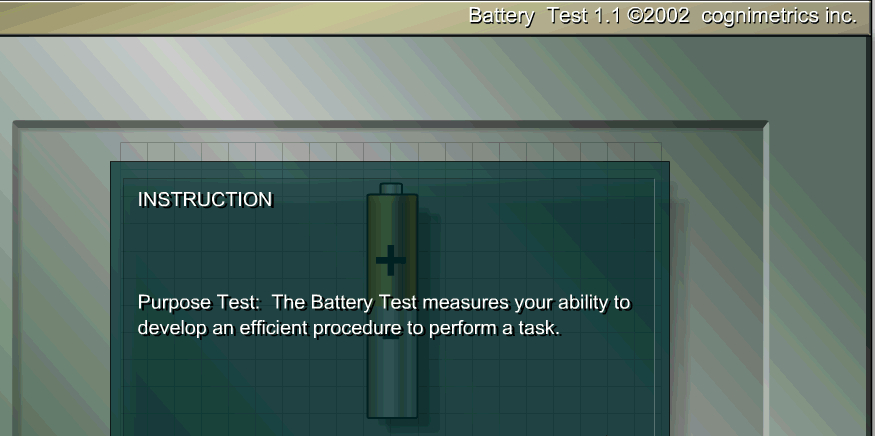 Battery Test 1.1 ©2002 cognimetrics inc.
INSTRUCTION
Purpose Test: The Battery Test measures your ability to
develop an efficient procedure to perform a task.
+
-